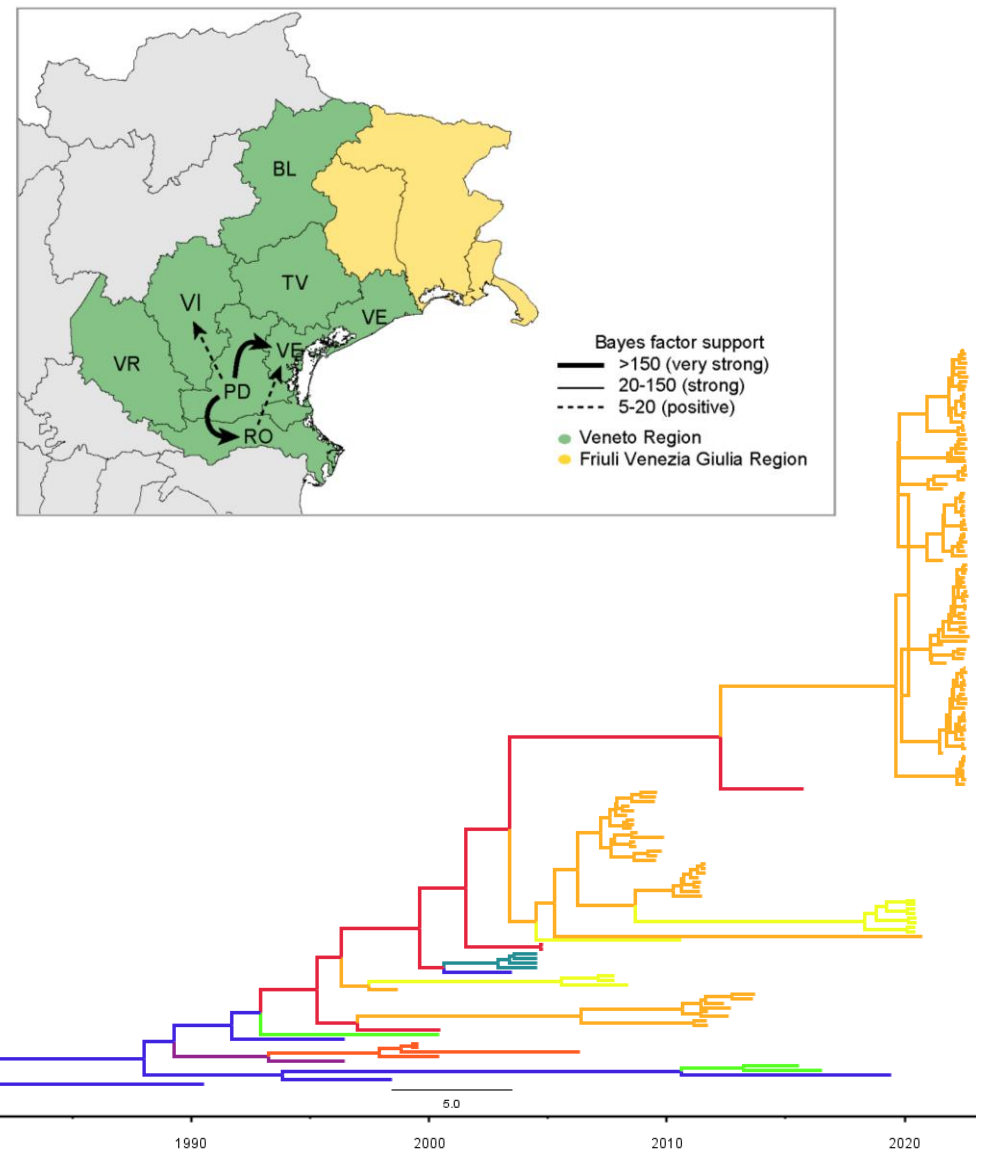 BL
TV
VI
VE
VE
VR
PD
RO
Bayes factor support
>150 (very strong)
20-150 (strong)
5-20 (positive)
Veneto Region
Friuli Venezia Giulia Region
5.0
1990 2000 2010 2020